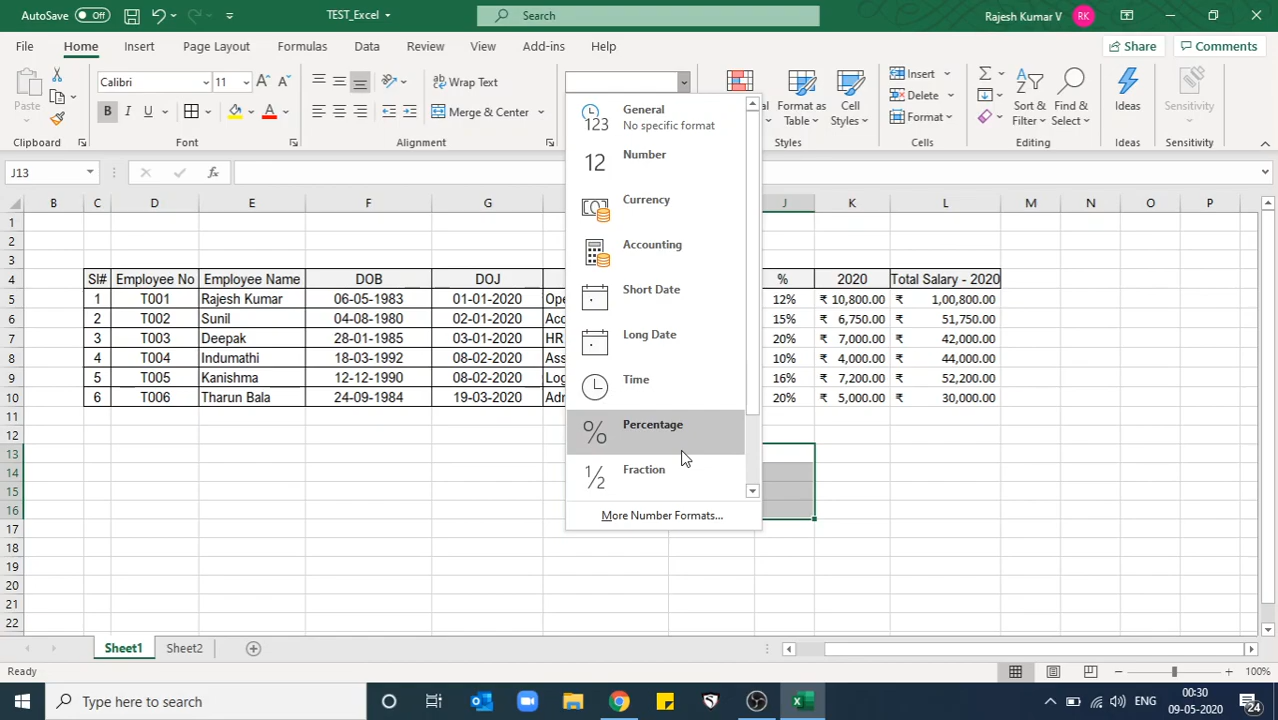 AutoSave Off TEST_Excel Search Rajesh Kumar V RK
File Home Insert Page Layout Formulas Data Review View Add-ins Help Share Comments
Paste Calibri 11 Wrap Text Insert Σ Sort & Filter Find & Select Ideas Sensitivity
B I U A Merge & Center Format as Table Cell Styles Delete Format
Clipboard Font Alignment Styles Cells Editing Ideas Sensitivity
J13 fx
General
123 No specific format
12 Number
Currency
Accounting
Short Date
Long Date
Time
% Percentage
1/2 Fraction
More Number Formats...
B C D E F G J K L M N O P
1
2
3
4 Sl# Employee No Employee Name DOB DOJ % 2020 Total Salary - 2020
5 1 T001 Rajesh Kumar 06-05-1983 01-01-2020 Ope 12% ₹ 10,800.00 ₹ 1,00,800.00
6 2 T002 Sunil 04-08-1980 02-01-2020 Acc 15% ₹ 6,750.00 ₹ 51,750.00
7 3 T003 Deepak 28-01-1985 03-01-2020 HR 20% ₹ 7,000.00 ₹ 42,000.00
8 4 T004 Indumathi 18-03-1992 08-02-2020 Ass 10% ₹ 4,000.00 ₹ 44,000.00
9 5 T005 Kanishma 12-12-1990 08-02-2020 Log 16% ₹ 7,200.00 ₹ 52,200.00
10 6 T006 Tharun Bala 24-09-1984 19-03-2020 Adr 20% ₹ 5,000.00 ₹ 30,000.00
11
12
13
14
15
16
17
18
19
20
21
22
Sheet1 Sheet2
Ready 100%
Type here to search ENG 00:30
09-05-2020 24